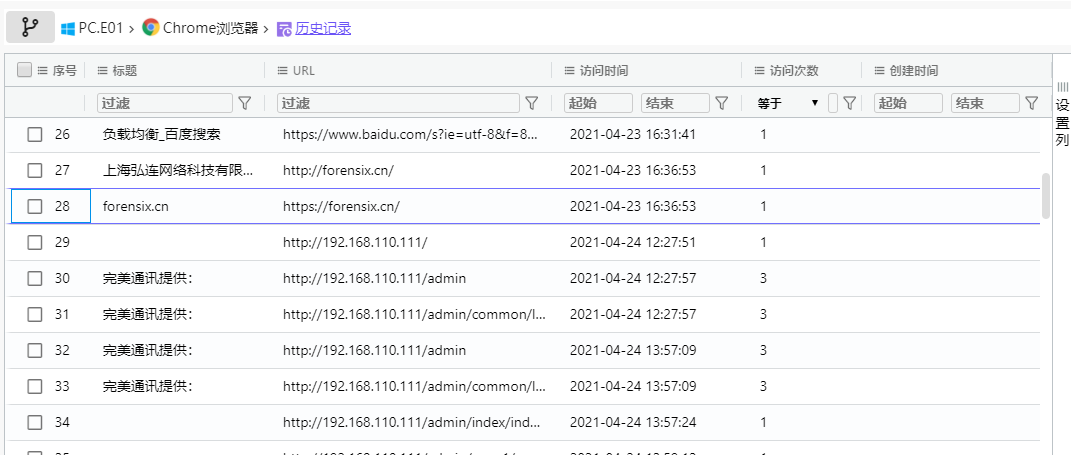 PC.E01 › Chrome浏览器 › 历史记录
序号 标题 URL 访问时间 访问次数 创建时间
过滤 过滤 起始 结束 等于 起始 结束
设置列
26 负载均衡_百度搜索 https://www.baidu.com/s?ie=utf-8&f=8... 2021-04-23 16:31:41 1
27 上海弘连网络科技有限... http://forensix.cn/ 2021-04-23 16:36:53 1
28 forensix.cn https://forensix.cn/ 2021-04-23 16:36:53 1
29 http://192.168.110.111/ 2021-04-24 12:27:51 1
30 完美通讯提供： http://192.168.110.111/admin 2021-04-24 12:27:57 3
31 完美通讯提供： http://192.168.110.111/admin/common/l... 2021-04-24 12:27:57 3
32 完美通讯提供： http://192.168.110.111/admin 2021-04-24 13:57:09 3
33 完美通讯提供： http://192.168.110.111/admin/common/l... 2021-04-24 13:57:09 3
34 http://192.168.110.111/admin/index/ind... 2021-04-24 13:57:24 1